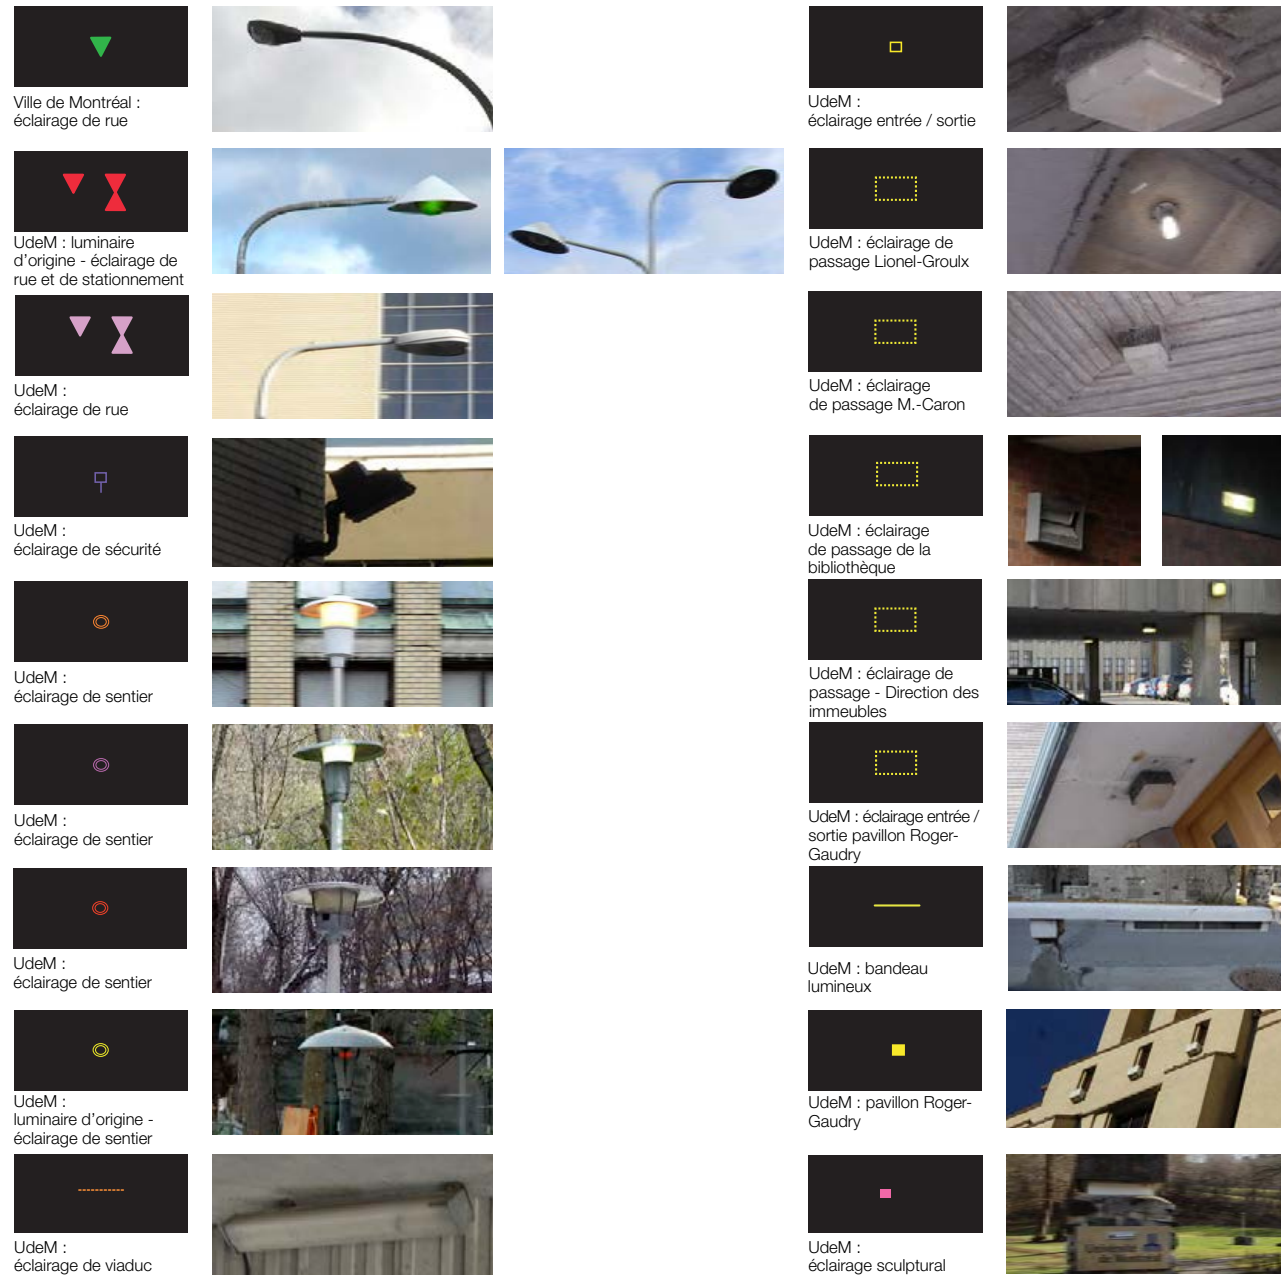 Ville de Montréal :
éclairage de rue
UdeM : luminaire
d'origine - éclairage de
rue et de stationnement
UdeM :
éclairage de rue
UdeM :
éclairage de sécurité
UdeM :
éclairage de sentier
UdeM :
éclairage de sentier
UdeM :
éclairage de sentier
UdeM :
luminaire d'origine -
éclairage de sentier
UdeM :
éclairage de viaduc
UdeM :
éclairage entrée / sortie
UdeM : éclairage de
passage Lionel-Groulx
UdeM : éclairage
de passage M.-Caron
UdeM : éclairage
de passage de la
bibliothèque
UdeM : éclairage de
passage - Direction des
immeubles
UdeM : éclairage entrée /
sortie pavillon Roger-
Gaudry
UdeM : bandeau
lumineux
UdeM : pavillon Roger-
Gaudry
UdeM :
éclairage sculptural